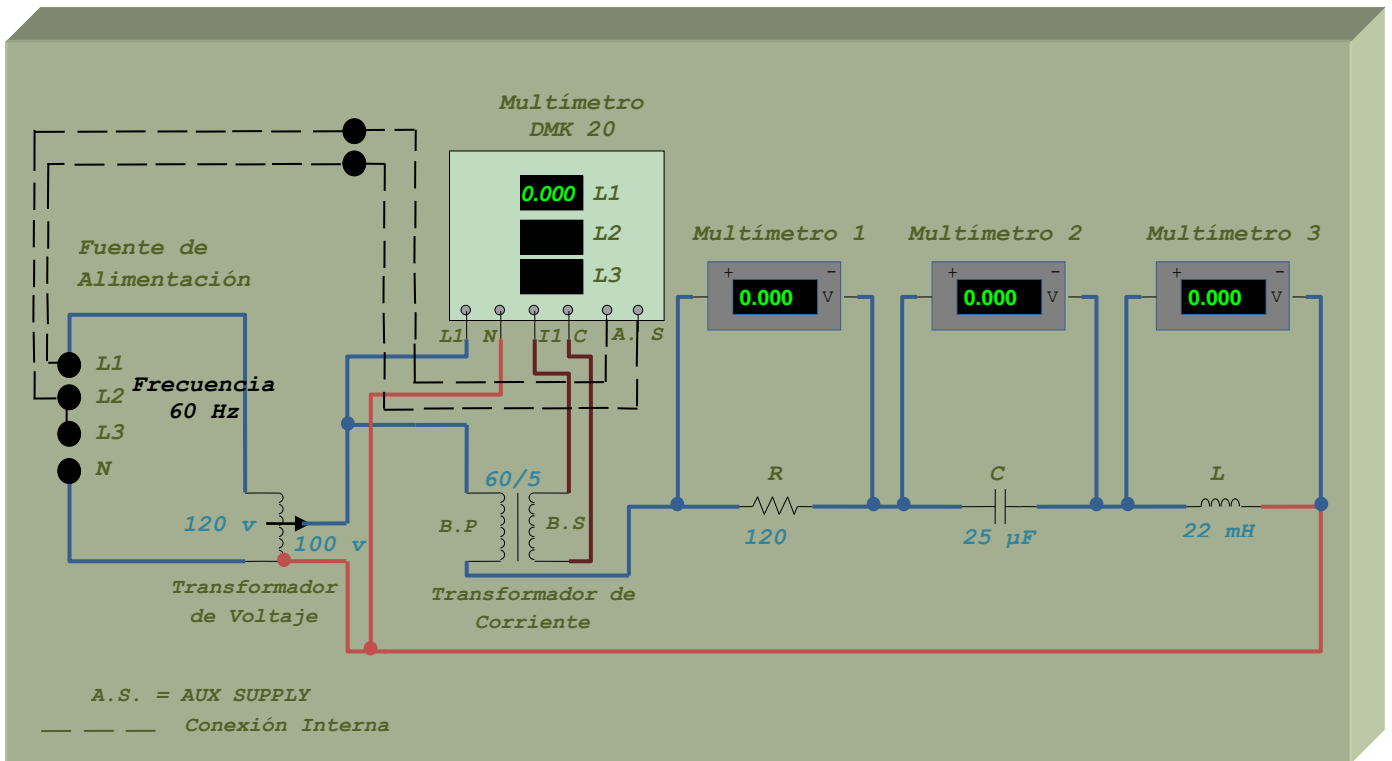 Multímetro
DMK 20
0.000 L1
L2
L3
L1 N I1 C A. S
Fuente de
Alimentación
L1
L2
L3
N
Frecuencia
60 Hz
120 v
100 v
Transformador
de Voltaje
60/5
B.P
B.S
Transformador de
Corriente
Multímetro 1
+ -
0.000 V
Multímetro 2
+ -
0.000 V
Multímetro 3
+ -
0.000 V
R
120
C
25 µF
L
22 mH
A.S. = AUX SUPPLY
Conexión Interna